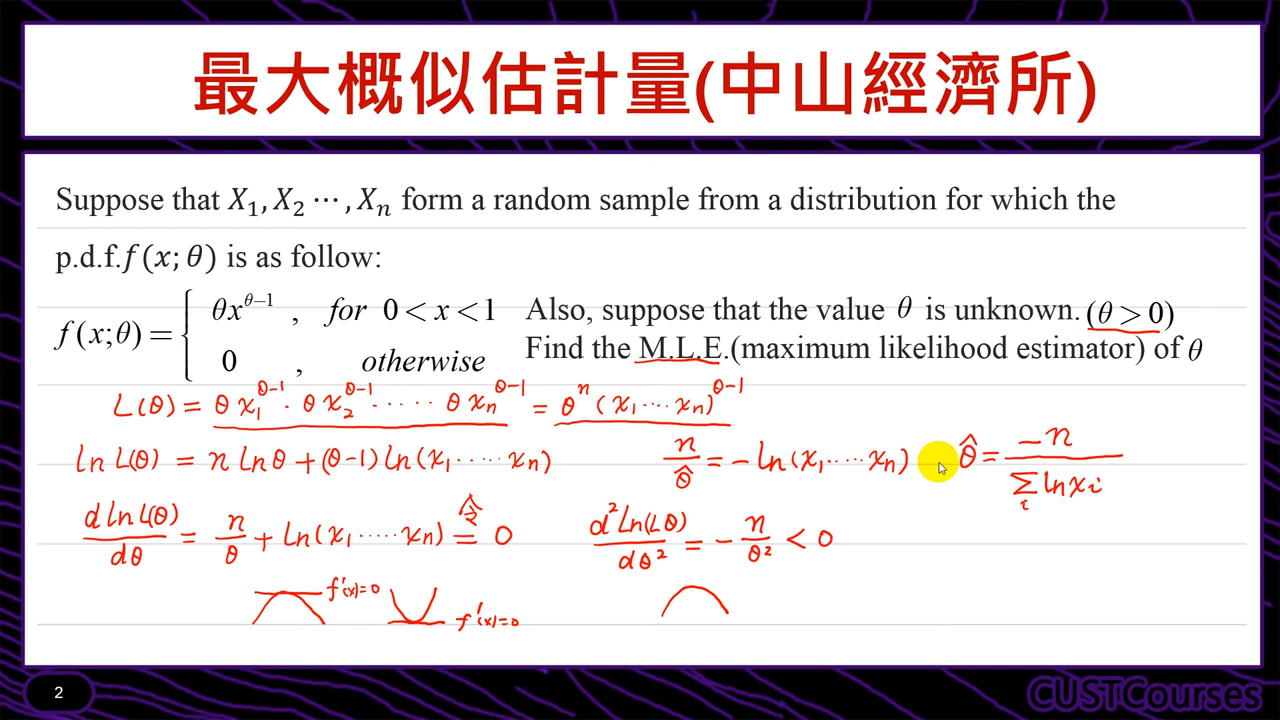 最大概似估計量(中山經濟所)
Suppose that X₁, X₂ ⋯ , Xₙ form a random sample from a distribution for which the
p.d.f. f(x; θ) is as follow:
f(x;θ) = { θx^(θ−1) , for 0 < x < 1
0 , otherwise
Also, suppose that the value θ is unknown. (θ > 0)
Find the M.L.E.(maximum likelihood estimator) of θ
L(θ) = θ x₁^(θ-1) · θ x₂^(θ-1) · ····· θ xₙ^(θ-1) = θⁿ (x₁ ···· xₙ)^(θ-1)
ln L(θ) = n ln θ + (θ-1) ln (x₁ ····· xₙ)
n/θ̂ = - ln (x₁ ····· xₙ)
θ̂ = -n / Σᵢ ln xᵢ
d ln L(θ)/dθ = n/θ + ln (x₁ ····· xₙ) 令= 0
d² ln(Lθ)/dθ² = - n/θ² < 0
f'(x)=0
f'(x)=0
2
CUSTCourses